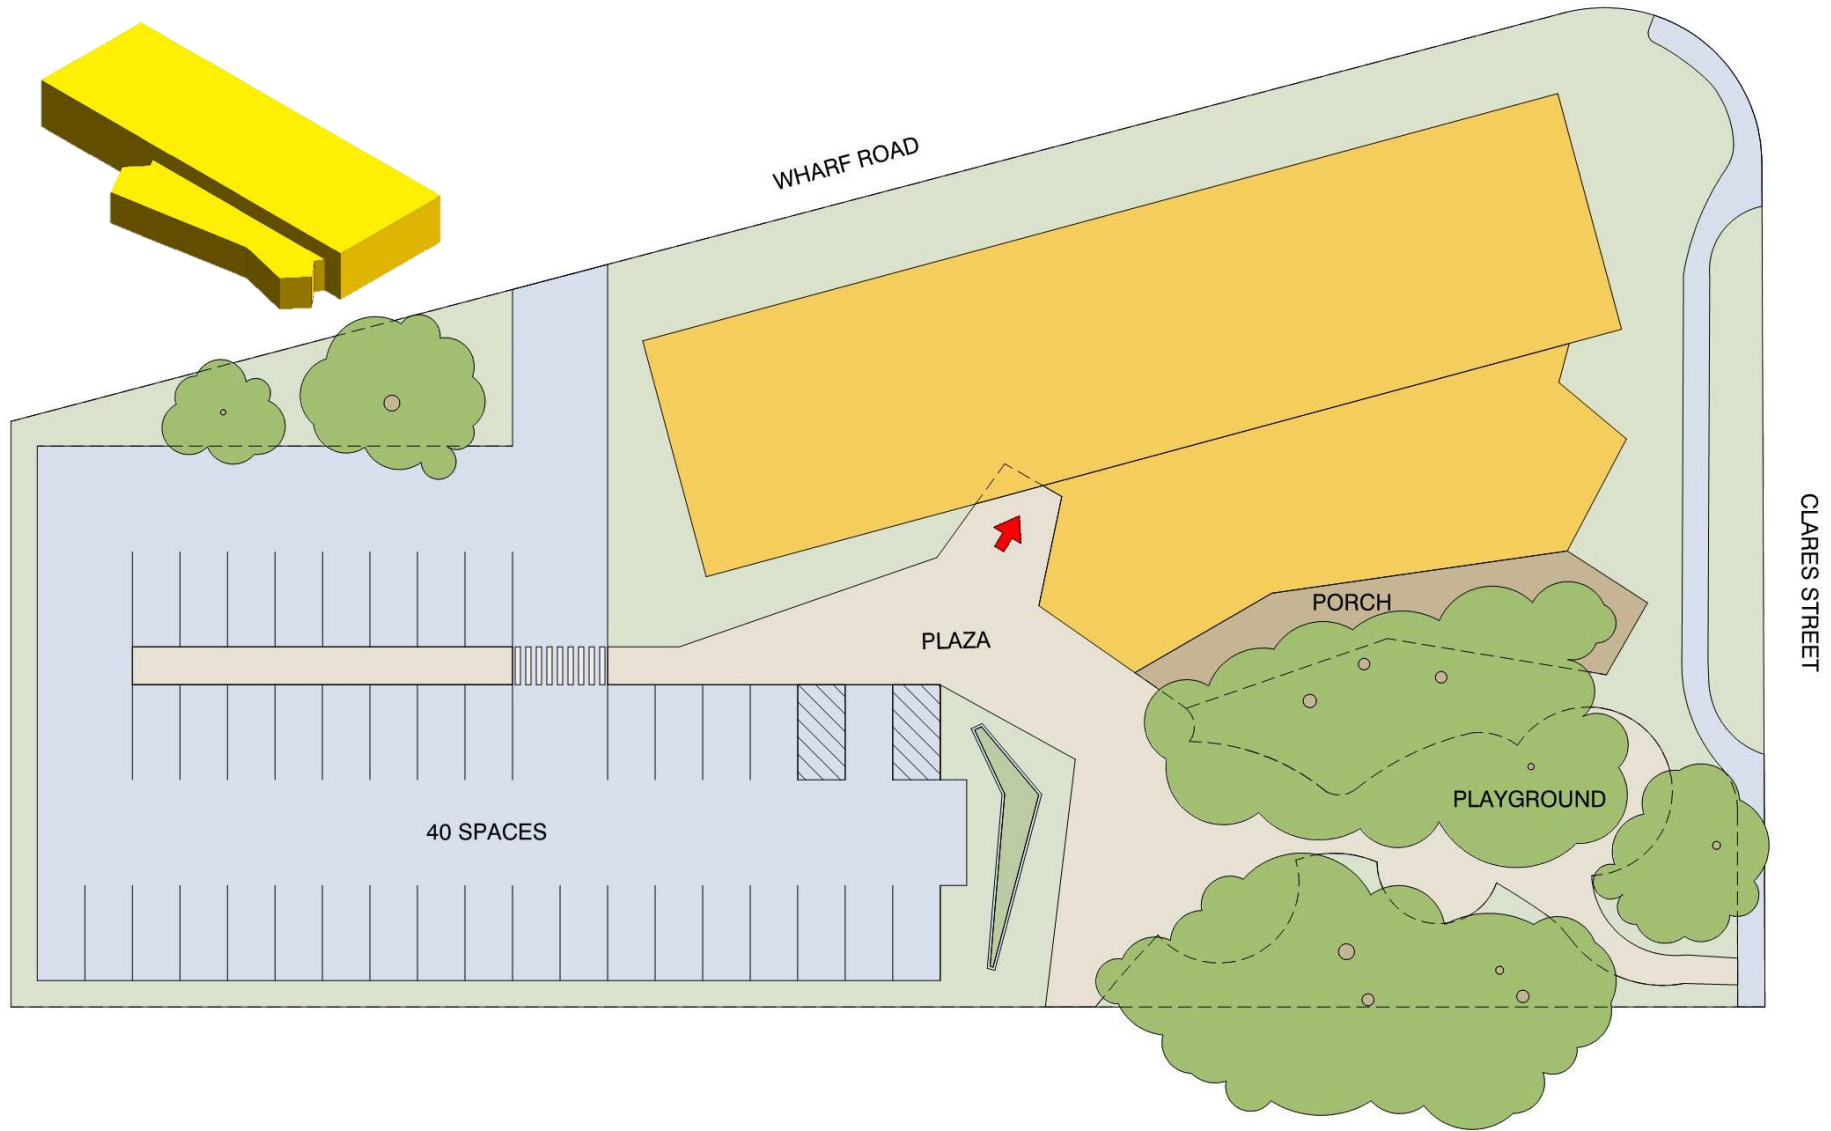 WHARF ROAD
CLARES STREET
PORCH
PLAZA
PLAYGROUND
40 SPACES